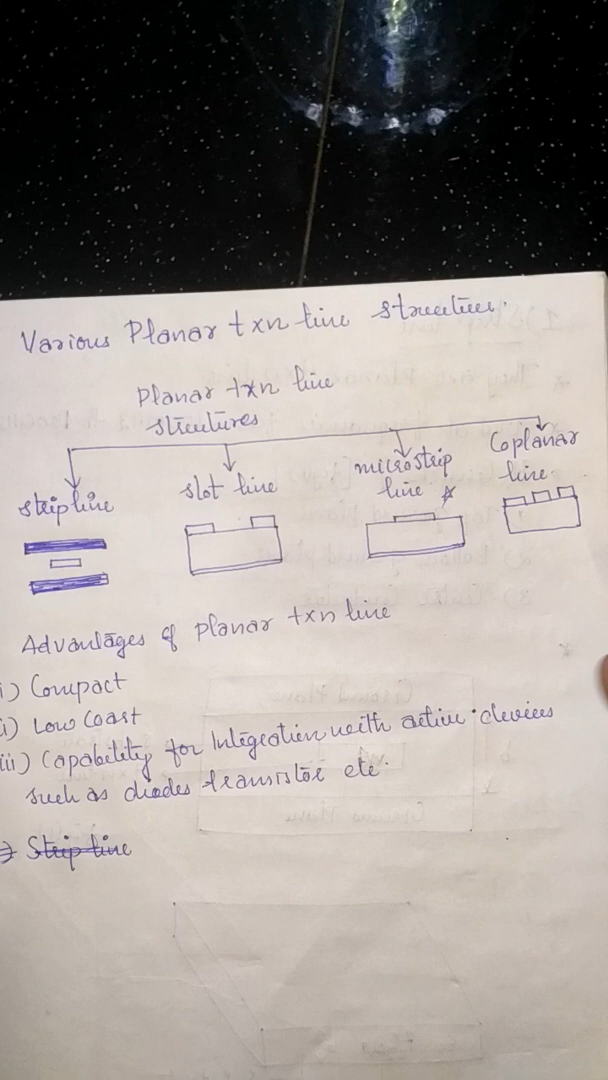 Various Planar txn line structures.
Planar txn line
structures
stripline
slot line
microstrip
line *
Coplanar
line
Advantages of planar txn line
i) Compact
i) Low Coast
iii) Capability for Integration with active devices
such as diodes transistor etc.
Strip line